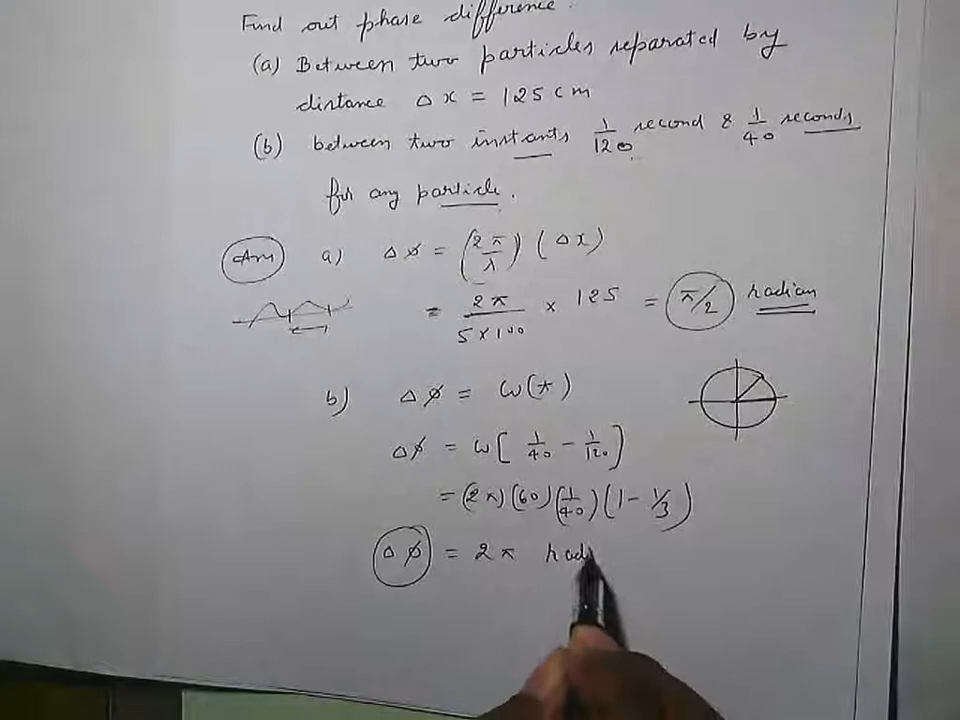 Find out phase difference.
(a) Between two particles separated by
distance Δx = 125 cm
(b) between two instants 1/120 second & 1/40 seconds
for any particle.
Ans a) Δϕ = (2π/λ) (Δx)
= 2π/5×100 × 125 = π/2 radian
b) Δϕ = ω(t)
Δϕ = ω[1/40 - 1/120]
= (2π)(60)(1/40)(1 - 1/3)
Δϕ = 2π radi